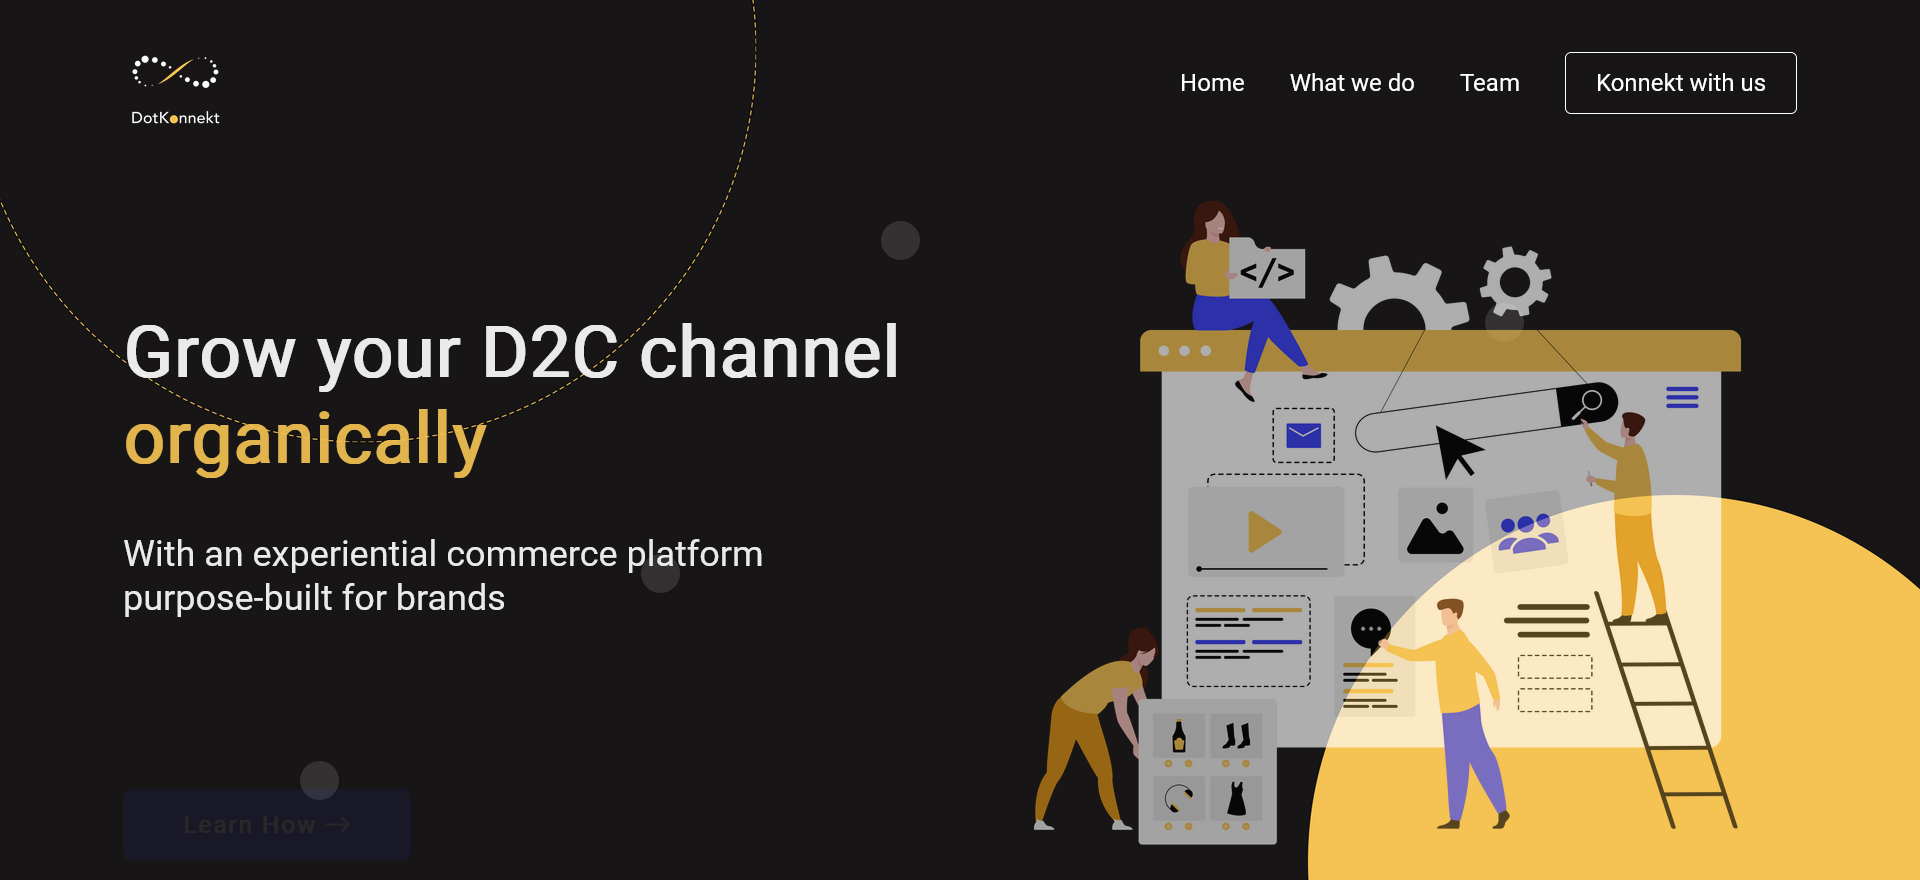 DotKonnekt
Home
What we do
Team
Konnekt with us
</>
Grow your D2C channel
organically
With an experiential commerce platform
purpose-built for brands
Learn How →